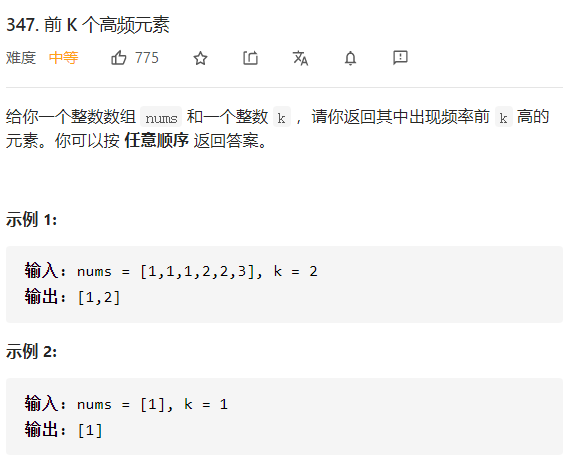 347. 前 K 个高频元素
难度 中等 775
给你一个整数数组 nums 和一个整数 k ，请你返回其中出现频率前 k 高的
元素。你可以按 任意顺序 返回答案。
示例 1:
输入: nums = [1,1,1,2,2,3], k = 2
输出: [1,2]
示例 2:
输入: nums = [1], k = 1
输出: [1]